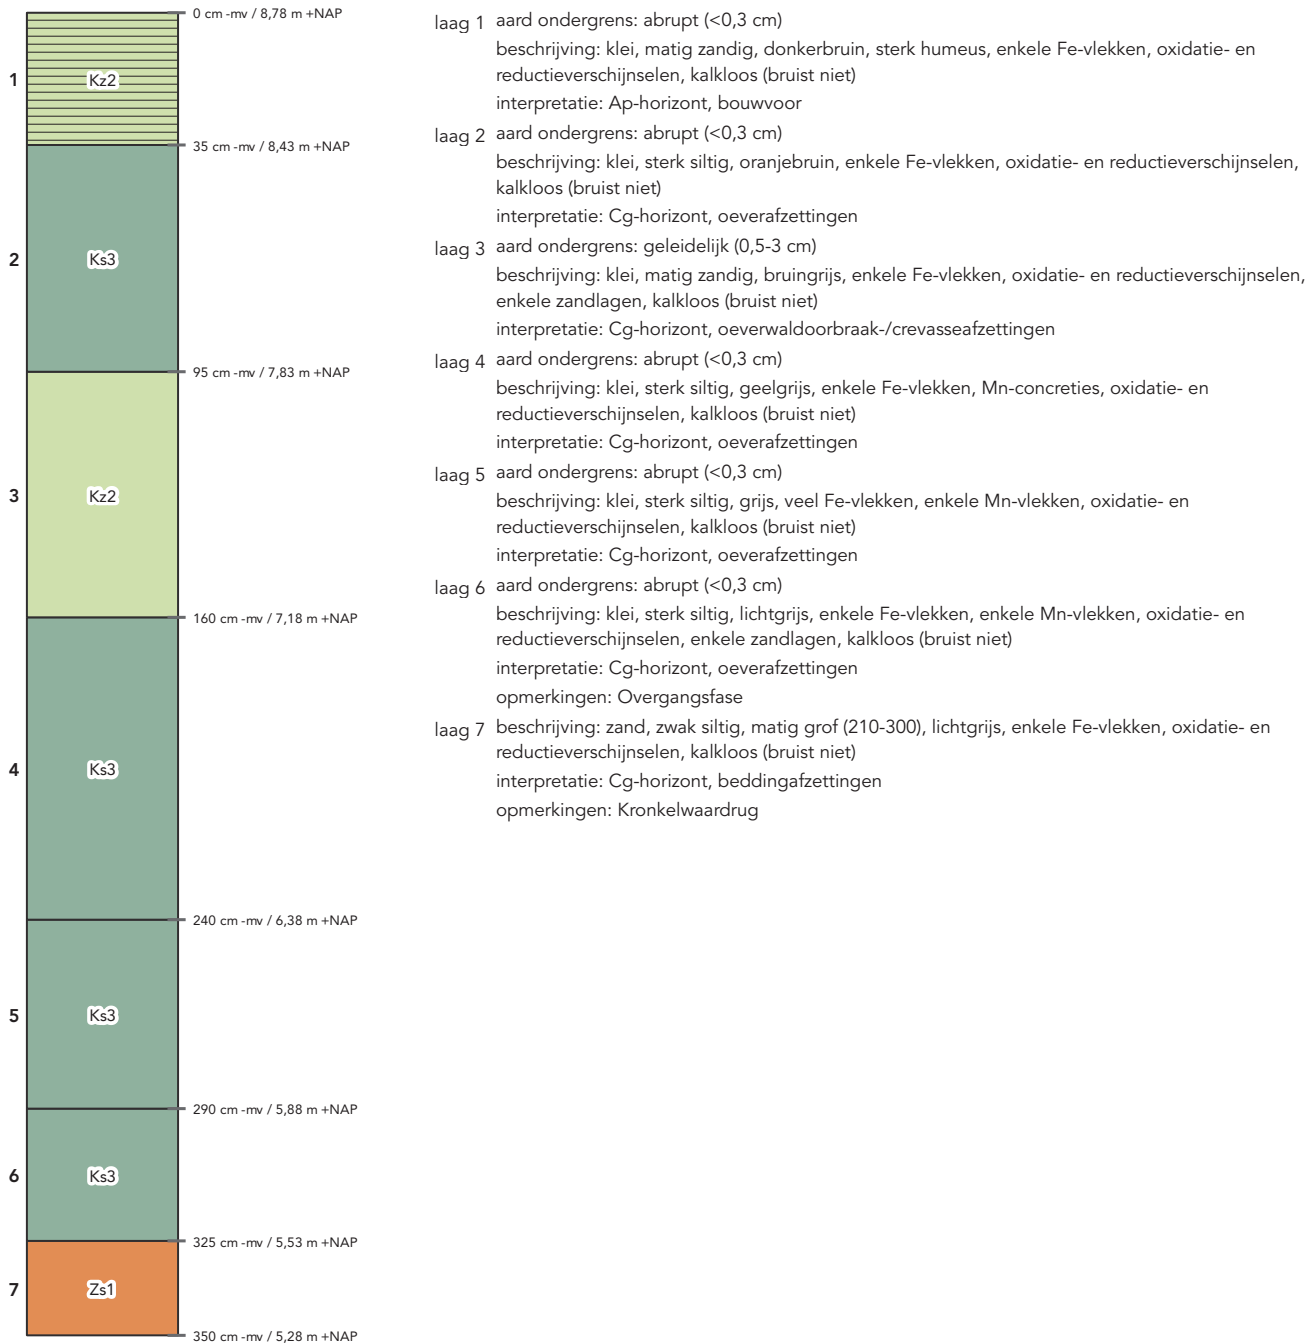 0 cm -mv / 8,78 m +NAP
1
Kz2
35 cm -mv / 8,43 m +NAP
2
Ks3
95 cm -mv / 7,83 m +NAP
3
Kz2
160 cm -mv / 7,18 m +NAP
4
Ks3
240 cm -mv / 6,38 m +NAP
5
Ks3
290 cm -mv / 5,88 m +NAP
6
Ks3
325 cm -mv / 5,53 m +NAP
7
Zs1
350 cm -mv / 5,28 m +NAP
laag 1 aard ondergrens: abrupt (<0,3 cm)
beschrijving: klei, matig zandig, donkerbruin, sterk humeus, enkele Fe-vlekken, oxidatie- en
reductieverschijnselen, kalkloos (bruist niet)
interpretatie: Ap-horizont, bouwvoor
laag 2 aard ondergrens: abrupt (<0,3 cm)
beschrijving: klei, sterk siltig, oranjebruin, enkele Fe-vlekken, oxidatie- en reductieverschijnselen,
kalkloos (bruist niet)
interpretatie: Cg-horizont, oeverafzettingen
laag 3 aard ondergrens: geleidelijk (0,5-3 cm)
beschrijving: klei, matig zandig, bruingrijs, enkele Fe-vlekken, oxidatie- en reductieverschijnselen,
enkele zandlagen, kalkloos (bruist niet)
interpretatie: Cg-horizont, oeverwaldoorbraak-/crevasseafzettingen
laag 4 aard ondergrens: abrupt (<0,3 cm)
beschrijving: klei, sterk siltig, geelgrijs, enkele Fe-vlekken, Mn-concreties, oxidatie- en
reductieverschijnselen, kalkloos (bruist niet)
interpretatie: Cg-horizont, oeverafzettingen
laag 5 aard ondergrens: abrupt (<0,3 cm)
beschrijving: klei, sterk siltig, grijs, veel Fe-vlekken, enkele Mn-vlekken, oxidatie- en
reductieverschijnselen, kalkloos (bruist niet)
interpretatie: Cg-horizont, oeverafzettingen
laag 6 aard ondergrens: abrupt (<0,3 cm)
beschrijving: klei, sterk siltig, lichtgrijs, enkele Fe-vlekken, enkele Mn-vlekken, oxidatie- en
reductieverschijnselen, enkele zandlagen, kalkloos (bruist niet)
interpretatie: Cg-horizont, oeverafzettingen
opmerkingen: Overgangsfase
laag 7 beschrijving: zand, zwak siltig, matig grof (210-300), lichtgrijs, enkele Fe-vlekken, oxidatie- en
reductieverschijnselen, kalkloos (bruist niet)
interpretatie: Cg-horizont, beddingafzettingen
opmerkingen: Kronkelwaardrug